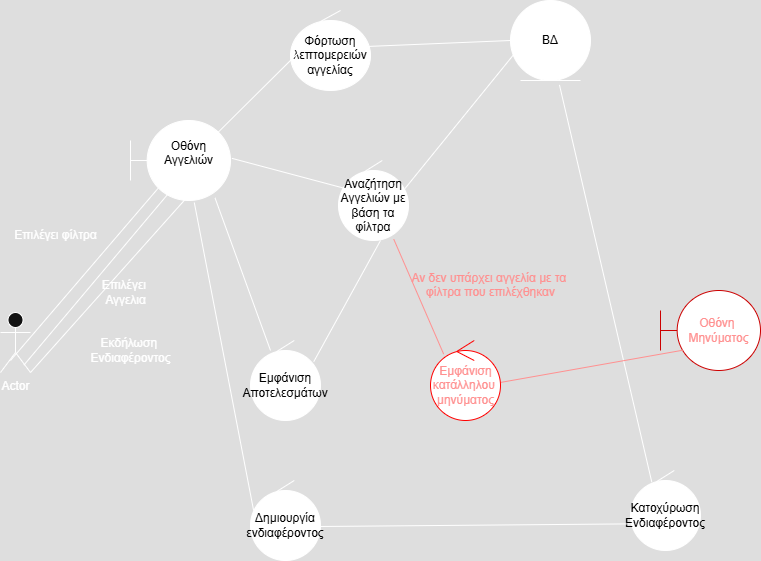 Φόρτωση
λεπτομερειών
αγγελίας
ΒΔ
Οθόνη
Αγγελιών
Αναζήτηση
Αγγελιών με
βάση τα
φίλτρα
Επιλέγει φίλτρα
Επιλέγει
Αγγελια
Αν δεν υπάρχει αγγελία με τα
φίλτρα που επιλέχθηκαν
Οθόνη
Μηνύματος
Εκδήλωση
Ενδιαφέροντος
Actor
Εμφάνιση
Αποτελεσμάτων
Εμφάνιση
κατάλληλου
μηνύματος
Δημιουργία
ενδιαφέροντος
Κατοχύρωση
Ενδιαφέροντος